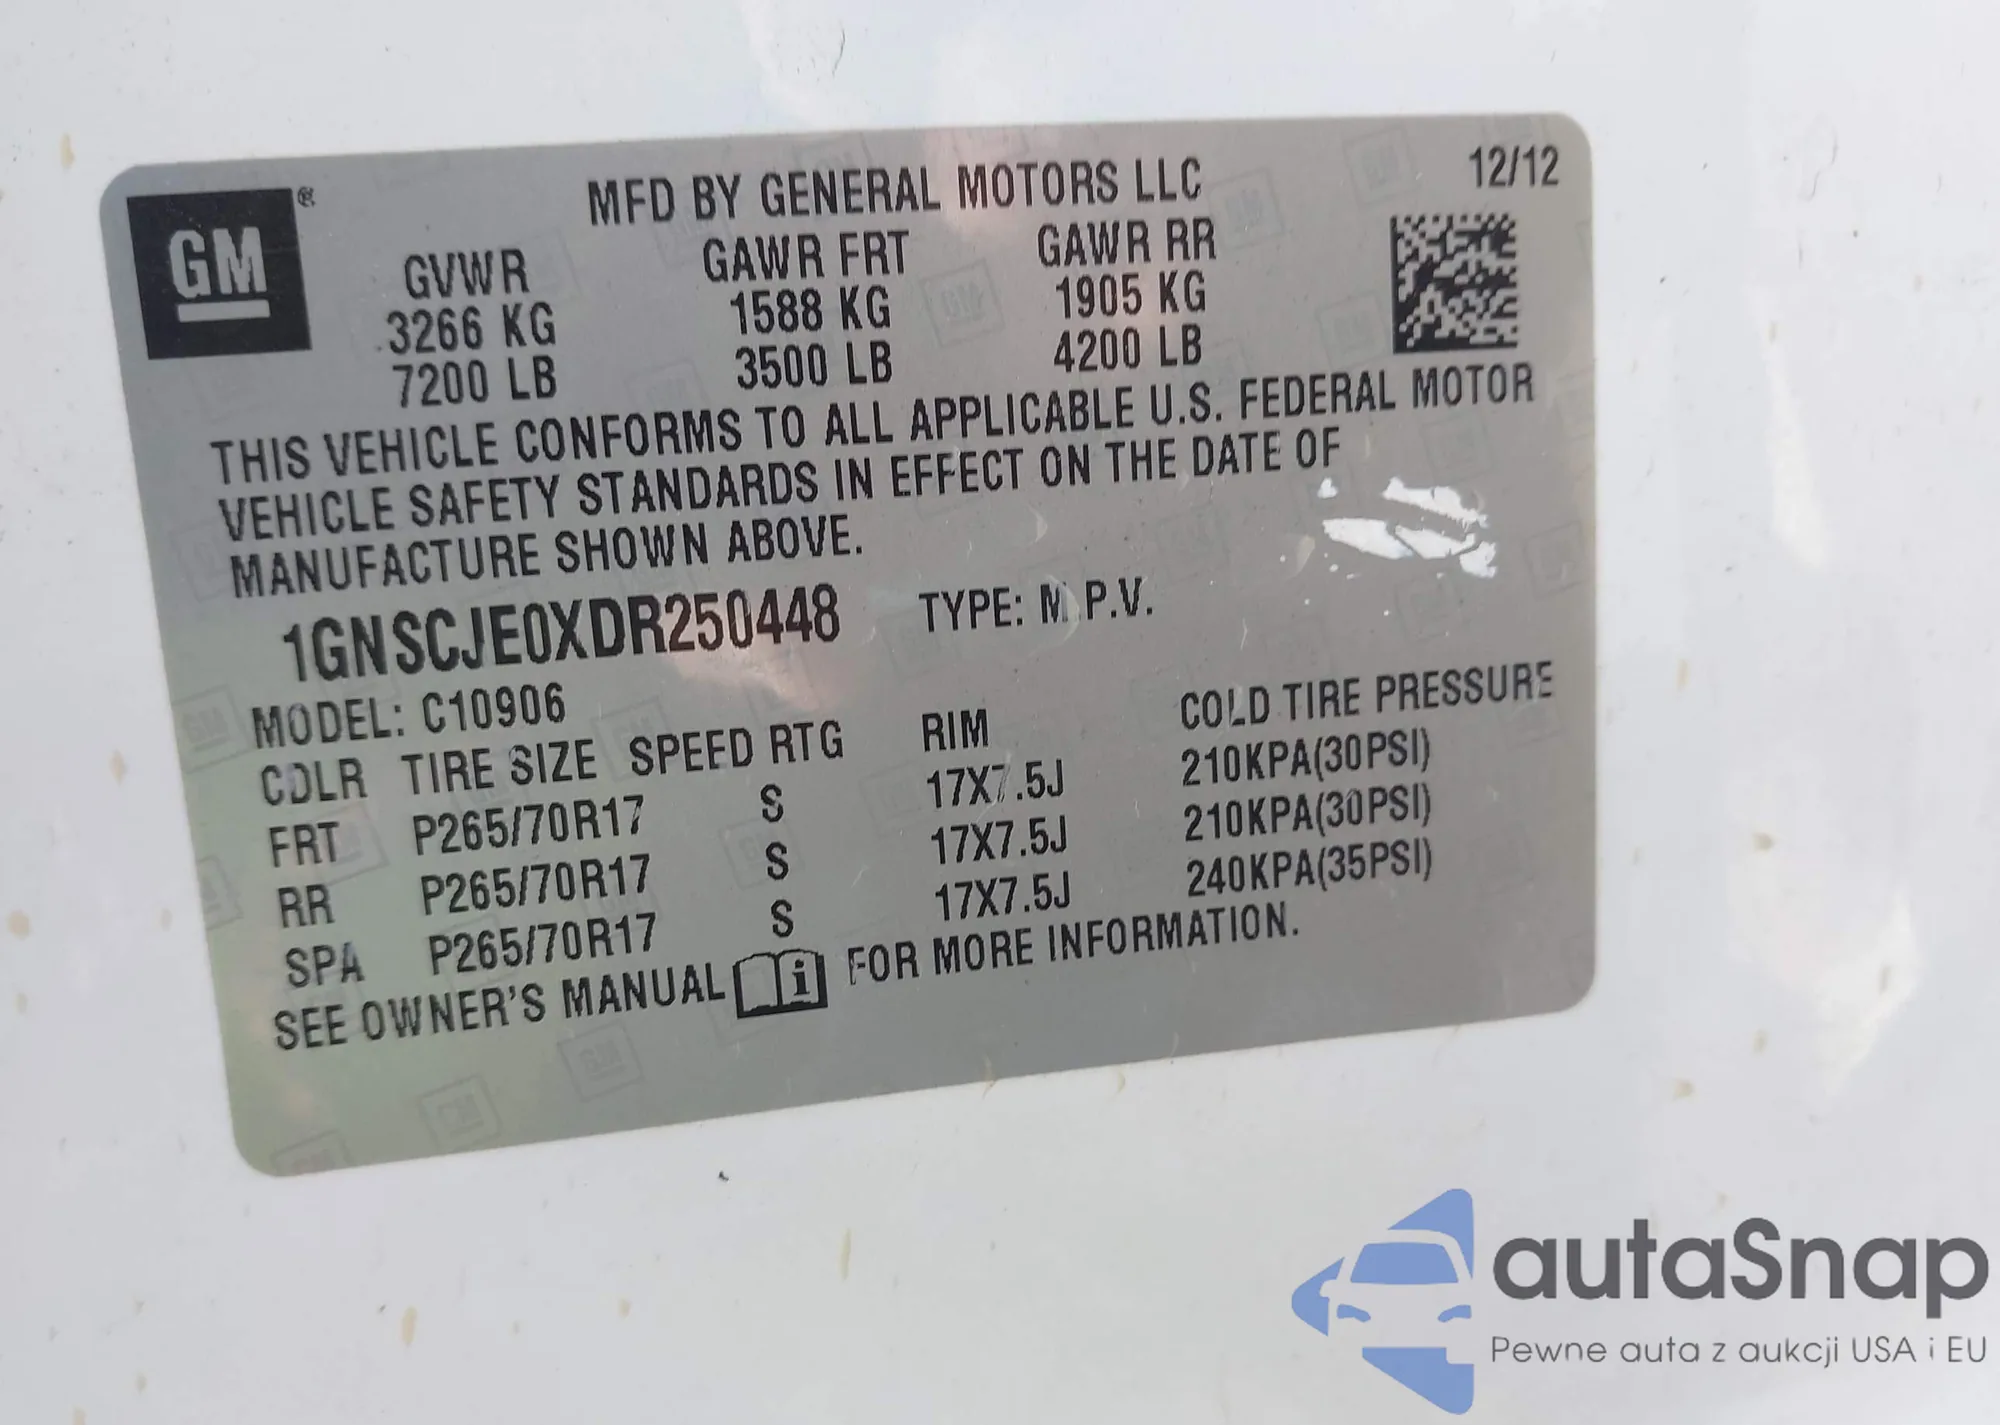 GM ®
MFD BY GENERAL MOTORS LLC 12/12
GVWR GAWR FRT GAWR RR
3266 KG 1588 KG 1905 KG
7200 LB 3500 LB 4200 LB
THIS VEHICLE CONFORMS TO ALL APPLICABLE U.S. FEDERAL MOTOR
VEHICLE SAFETY STANDARDS IN EFFECT ON THE DATE OF
MANUFACTURE SHOWN ABOVE.
1GNSCJE0XDR250448 TYPE: M.P.V.
MODEL: C10906
COLR TIRE SIZE SPEED RTG RIM COLD TIRE PRESSURE
FRT P265/70R17 S 17X7.5J 210KPA(30PSI)
RR P265/70R17 S 17X7.5J 210KPA(30PSI)
SPA P265/70R17 S 17X7.5J 240KPA(35PSI)
SEE OWNER'S MANUAL i FOR MORE INFORMATION.
autaSnap
Pewne auta z aukcji USA i EU